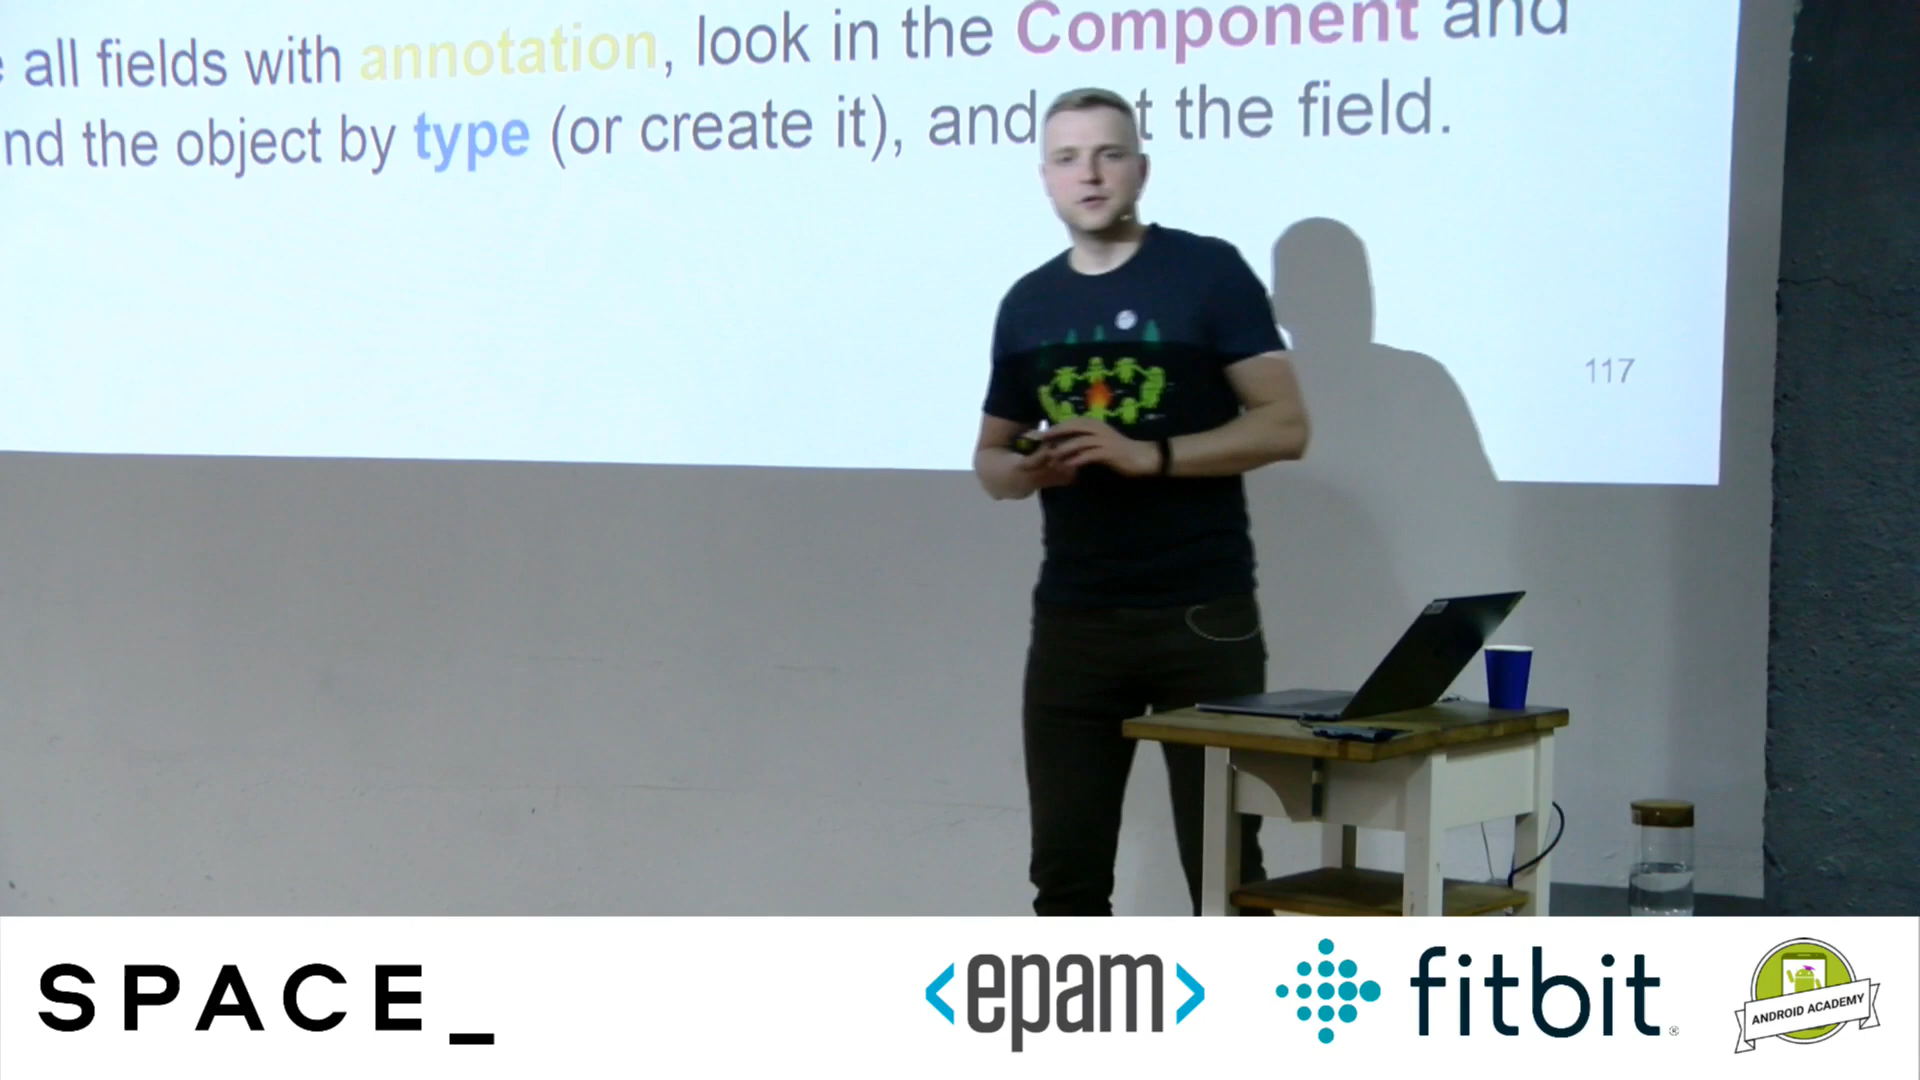 all fields with annotation, look in the Component and
the object by type (or create it), and the field.
117
SPACE_
<epam>
fitbit
ANDROID ACADEMY